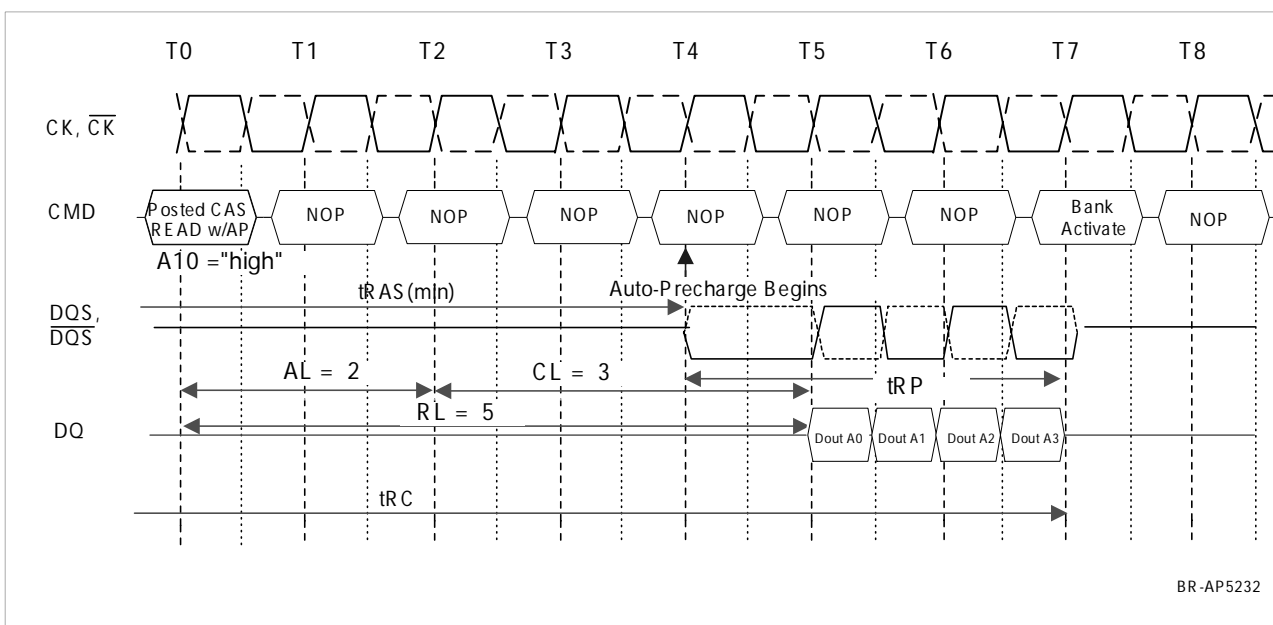 T0 T1 T2 T3 T4 T5 T6 T7 T8
CK, CK
CMD
Posted CAS
READ w/AP
NOP NOP NOP NOP NOP NOP
Bank
Activate
NOP
A10 ="high"
tRAS(min)
Auto-Precharge Begins
DQS,
DQS
AL = 2
CL = 3
tRP
RL = 5
DQ
Dout A0 Dout A1 Dout A2 Dout A3
tRC
BR-AP5232